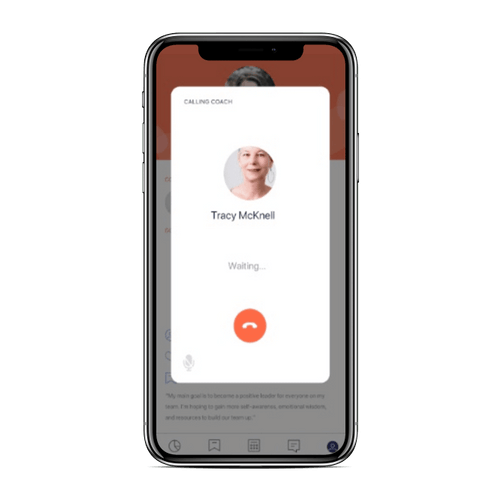 CALLING COACH
Tracy McKnell
Waiting...
"My main goal is to become a positive leader for everyone on my
team. I'm hoping to gain more self-awareness, emotional wisdom,
and resources to build our team up."